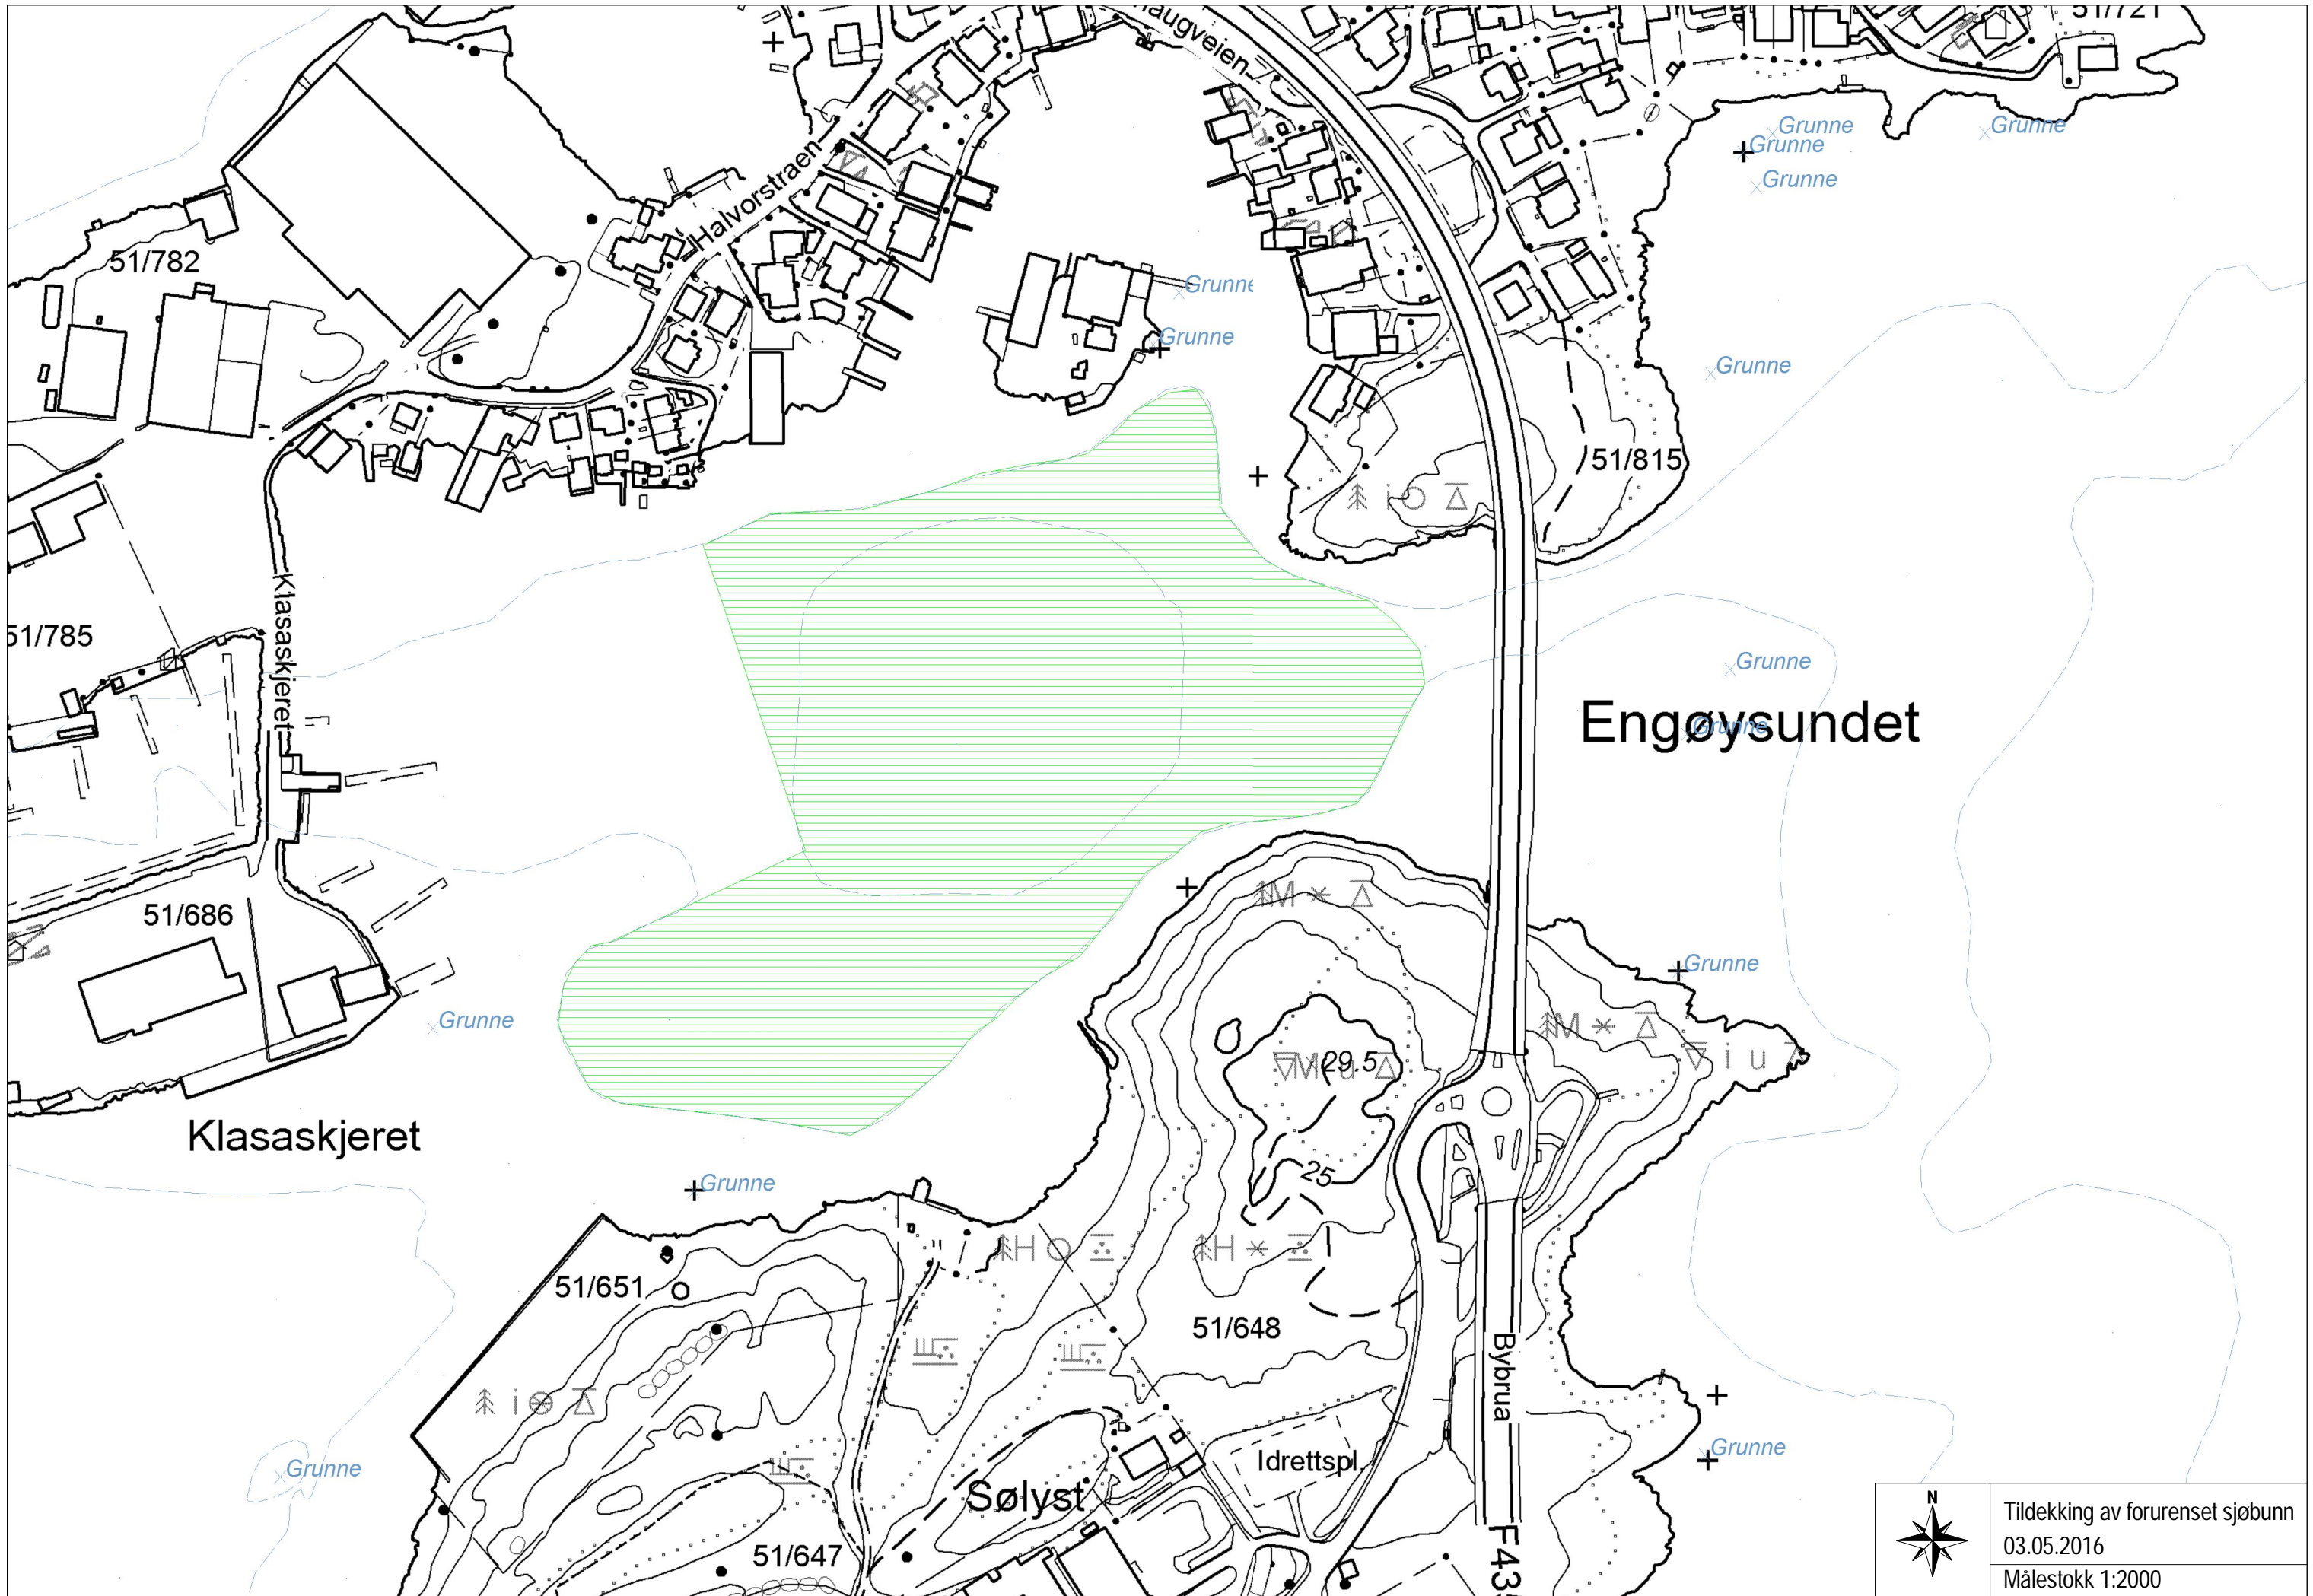 51/721
Grunne
Grunne
Grunne
Grunne
Halvorstraen
51/782
Grunne
Grunne
Grunne
51/815
Klasaskjeret
51/785
Grunne
Engøysundet
Grunne
51/686
Grunne
Grunne
29.5
Klasaskjeret
25
Grunne
51/651
51/648
Bybrua
Idrettspl.
Grunne
Grunne
Sølyst
51/647
N
Tildekking av forurenset sjøbunn
03.05.2016
Målestokk 1:2000